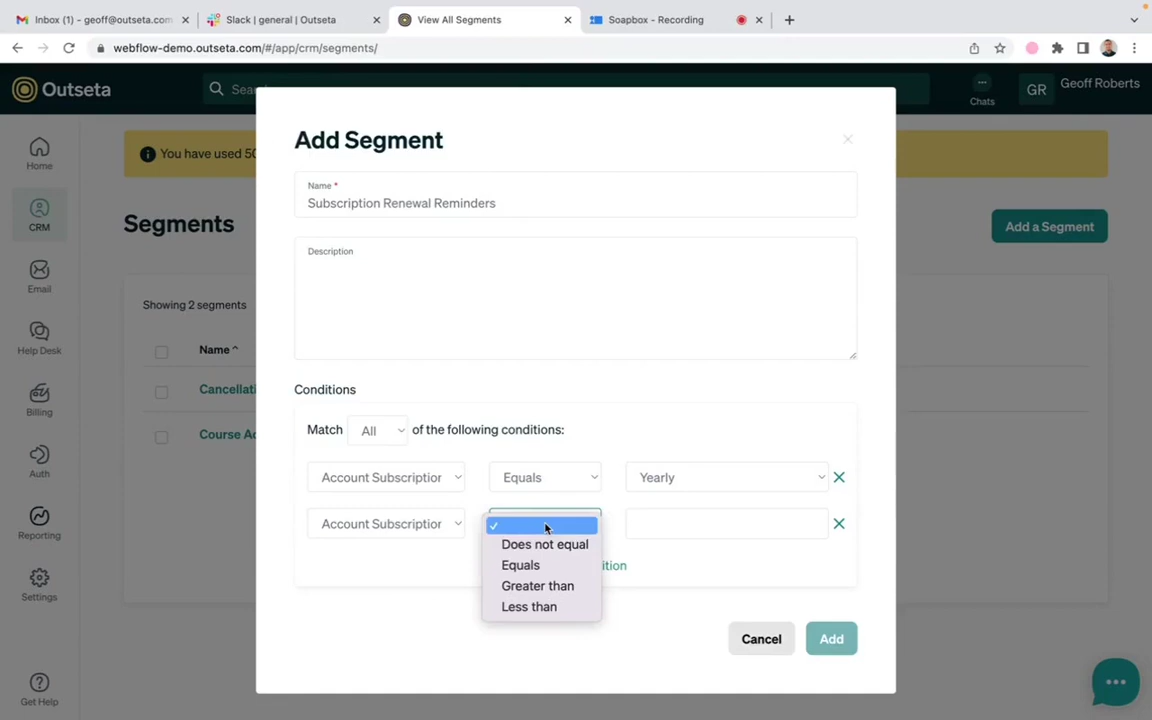 Inbox (1) - geoff@outseta.com
Slack | general | Outseta
View All Segments
Soapbox - Recording
webflow-demo.outseta.com/#/app/crm/segments/
Outseta
Sear
Chats
GR
Geoff Roberts
Home
CRM
Email
Help Desk
Billing
Auth
Reporting
Settings
Get Help
You have used 50
Segments
Add a Segment
Showing 2 segments
Name
Cancellati
Course Ac
Add Segment
Name *
Subscription Renewal Reminders
Description
Conditions
Match All of the following conditions:
Account Subscription Equals Yearly
Account Subscription
Does not equal
Equals
Greater than
Less than
ition
Cancel
Add